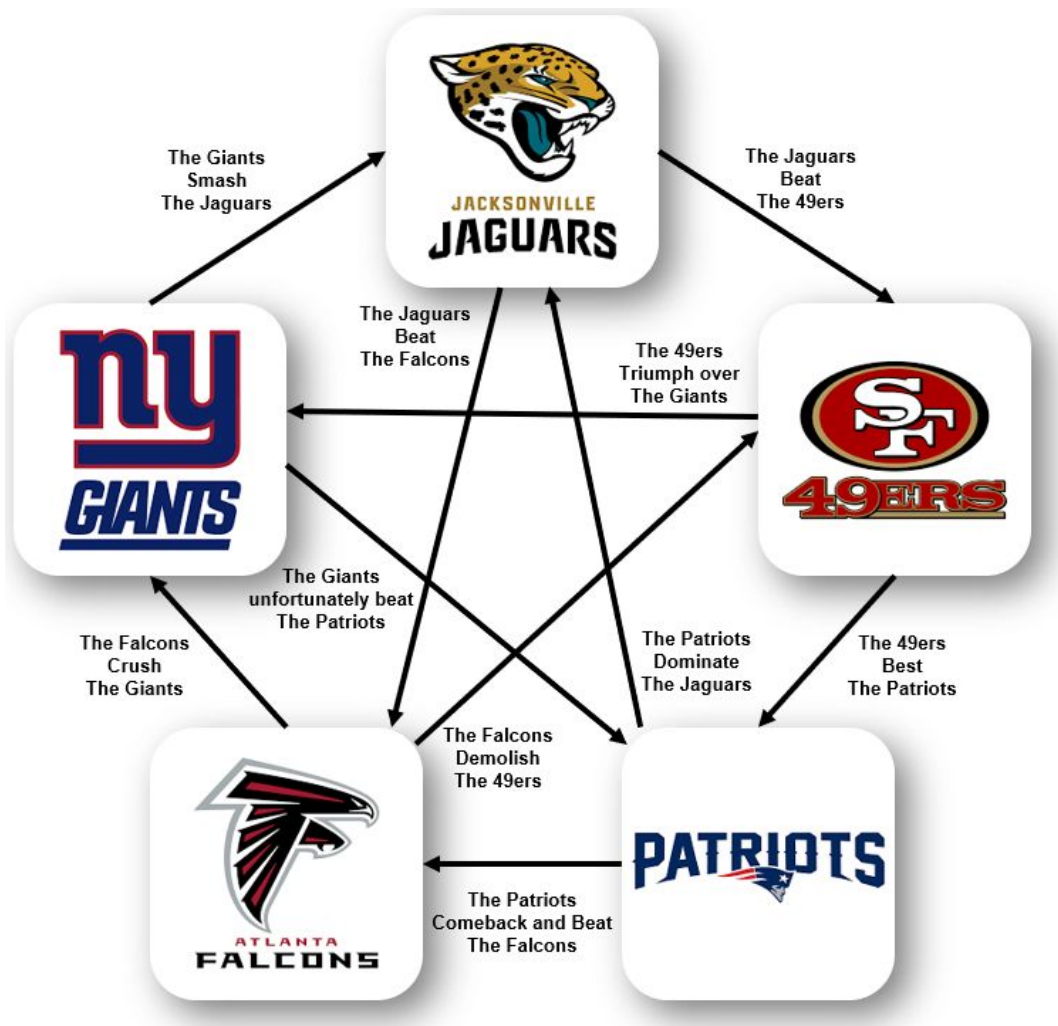 JACKSONVILLE
JAGUARS
The Giants
Smash
The Jaguars
The Jaguars
Beat
The 49ers
The Jaguars
Beat
The Falcons
The 49ers
Triumph over
The Giants
ny
GIANTS
SF
49ERS
The Giants
unfortunately beat
The Patriots
The Falcons
Crush
The Giants
The Patriots
Dominate
The Jaguars
The 49ers
Best
The Patriots
The Falcons
Demolish
The 49ers
ATLANTA
FALCONS
PATRIOTS
The Patriots
Comeback and Beat
The Falcons